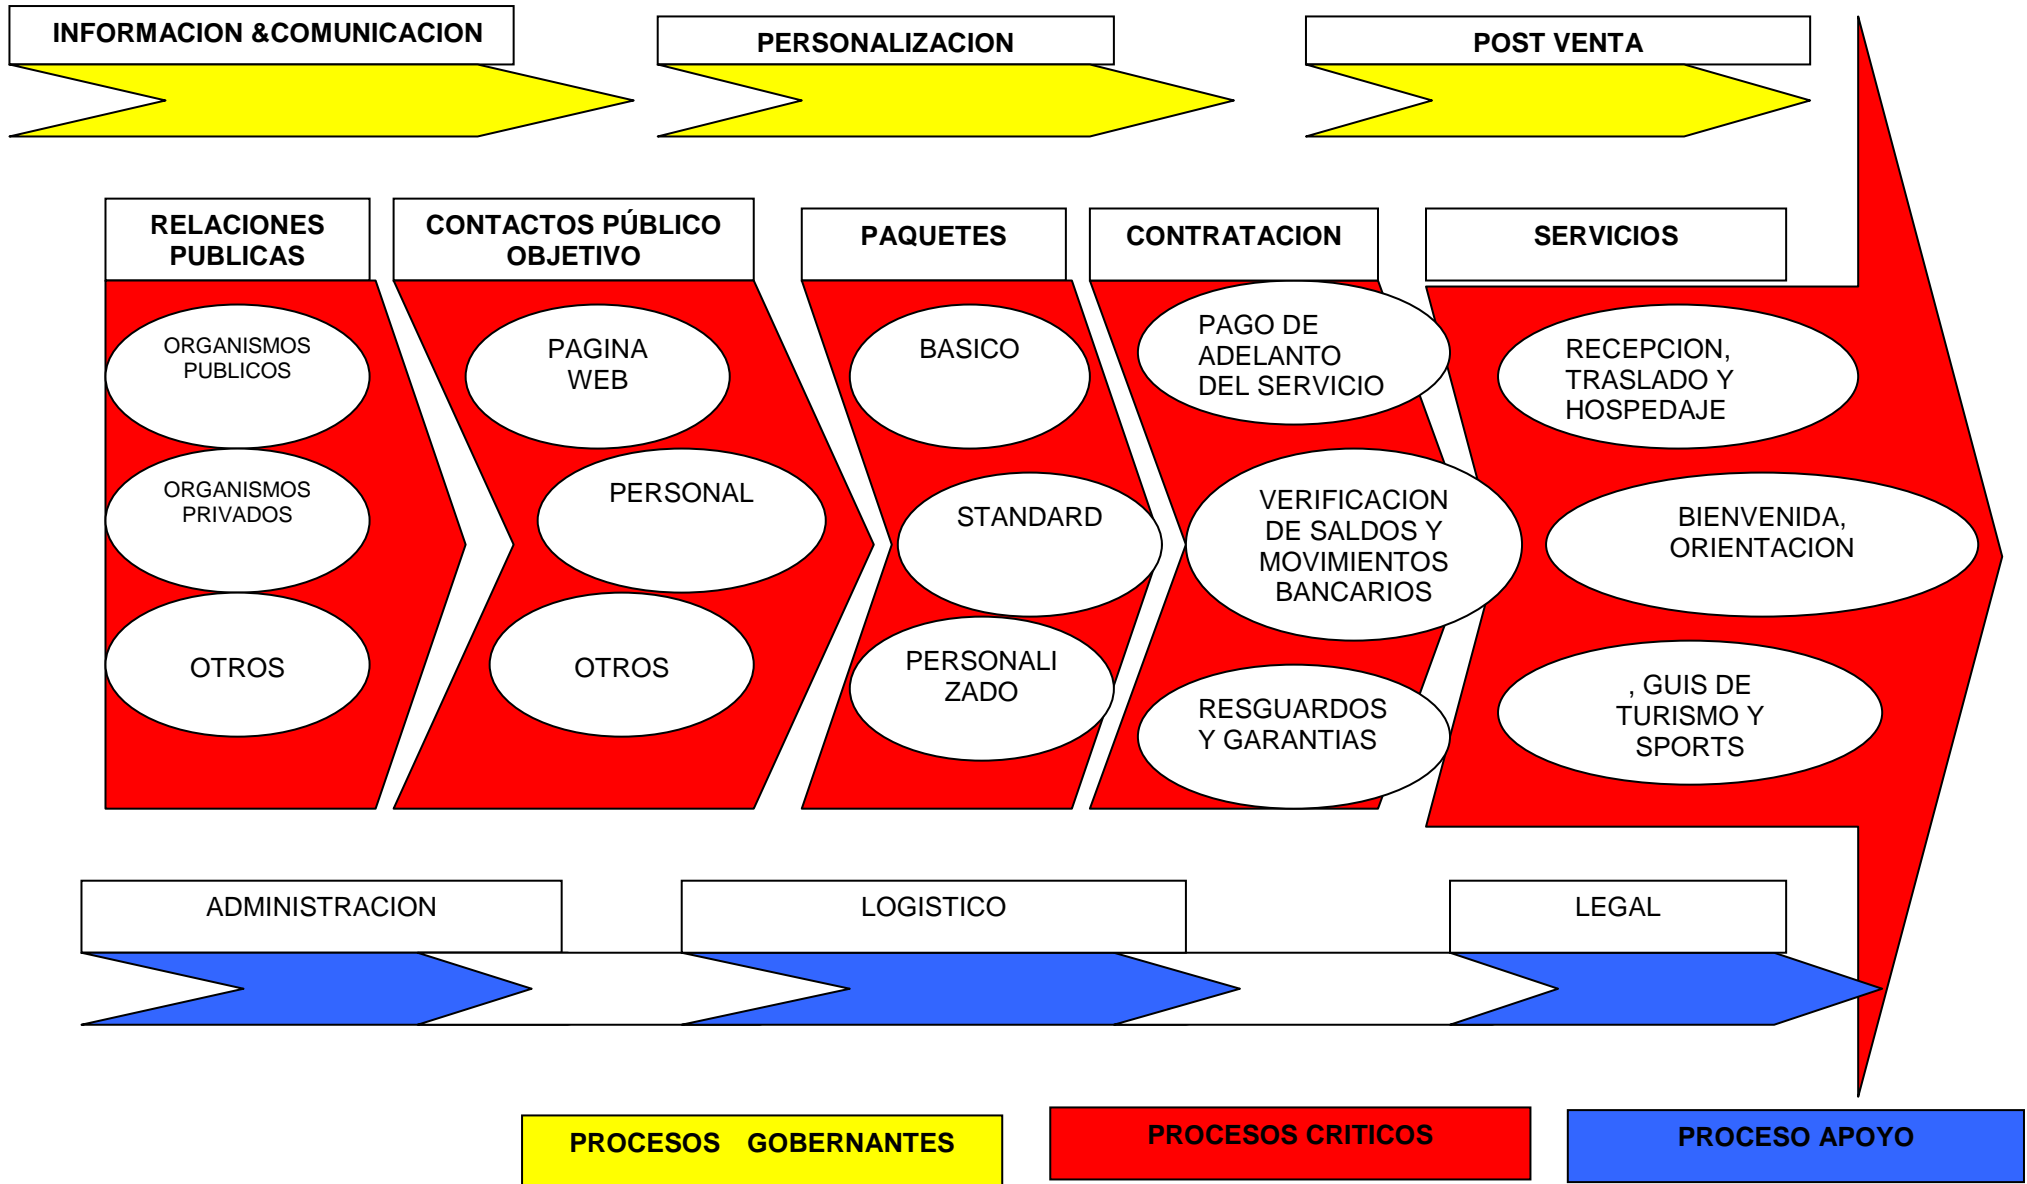 INFORMACION &COMUNICACION
PERSONALIZACION
POST VENTA
RELACIONES
PUBLICAS
CONTACTOS PÚBLICO
OBJETIVO
PAQUETES
CONTRATACION
SERVICIOS
ORGANISMOS
PUBLICOS
ORGANISMOS
PRIVADOS
OTROS
PAGINA
WEB
PERSONAL
OTROS
BASICO
STANDARD
PERSONALI
ZADO
PAGO DE
ADELANTO
DEL SERVICIO
VERIFICACION
DE SALDOS Y
MOVIMIENTOS
BANCARIOS
RESGUARDOS
Y GARANTIAS
RECEPCION,
TRASLADO Y
HOSPEDAJE
BIENVENIDA,
ORIENTACION
, GUIS DE
TURISMO Y
SPORTS
ADMINISTRACION
LOGISTICO
LEGAL
PROCESOS GOBERNANTES
PROCESOS CRITICOS
PROCESO APOYO